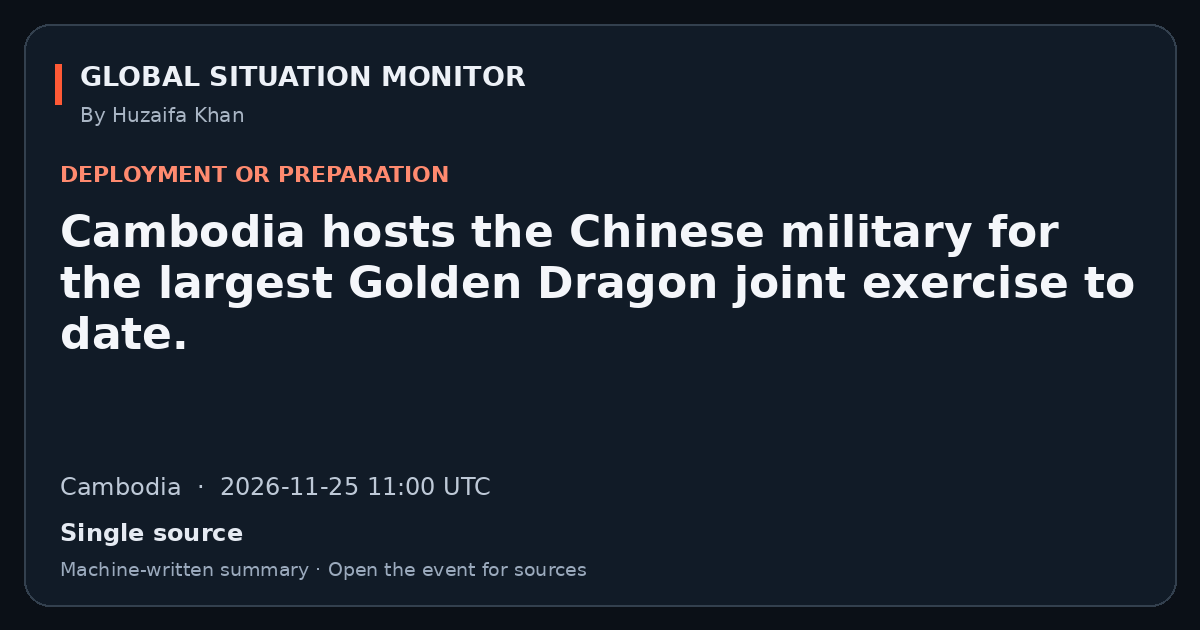 GLOBAL SITUATION MONITOR
By Huzaifa Khan
DEPLOYMENT OR PREPARATION
Cambodia hosts the Chinese military for
the largest Golden Dragon joint exercise to
date.
Cambodia · 2026-11-25 11:00 UTC
Single source
Machine-written summary · Open the event for sources